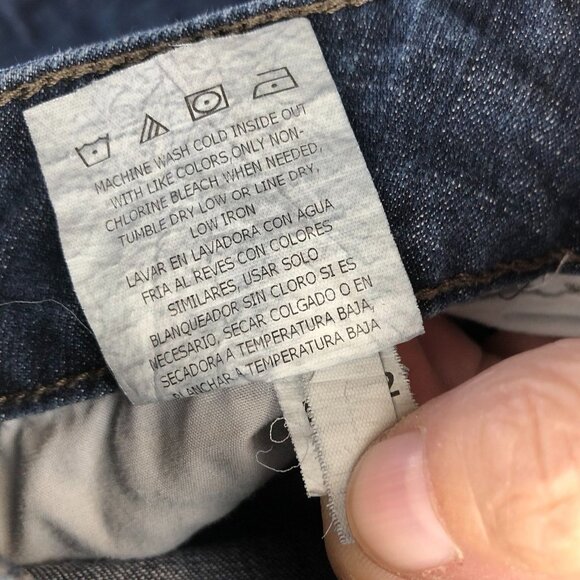 MACHINE WASH COLD INSIDE OUT
WITH LIKE COLORS, ONLY NON-
CHLORINE BLEACH WHEN NEEDED,
TUMBLE DRY LOW OR LINE DRY,
LOW IRON
LAVAR EN LAVADORA CON AGUA
FRIA AL REVES CON COLORES
SIMILARES, USAR SOLO
BLANQUEADOR SIN CLORO SI ES
NECESARIO, SECAR COLGADO O EN
SECADORA A TEMPERATURA BAJA,
PLANCHAR A TEMPERATURA BAJA
2